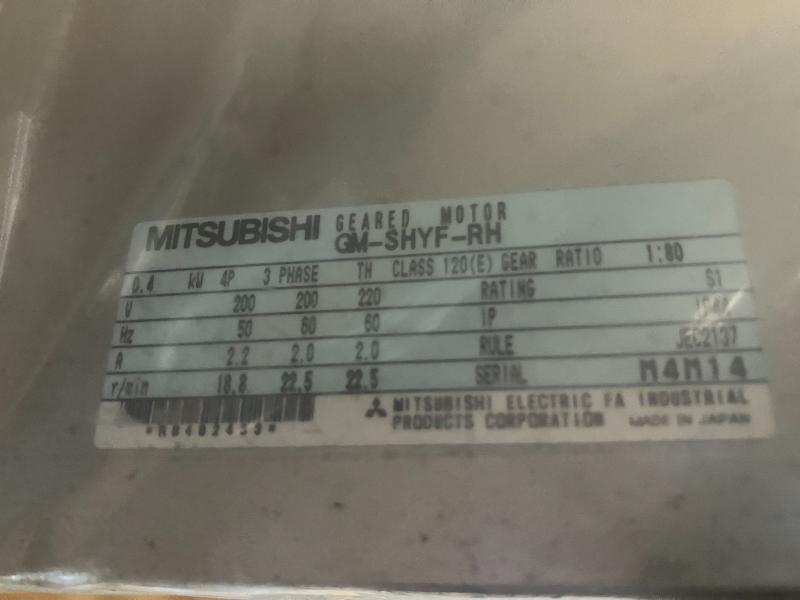 MITSUBISHI GEARED MOTOR
GM-SHYF-RH
0.4 kW 4P 3 PHASE TH CLASS 120(E) GEAR RATIO 1:80
V 200 200 220 RATING S1
Hz 50 60 60 IP
A 2.2 2.0 2.0 RULE JEC2137
r/min 18.8 22.5 22.5 SERIAL M4M14
MITSUBISHI ELECTRIC FA INDUSTRIAL
PRODUCTS CORPORATION MADE IN JAPAN